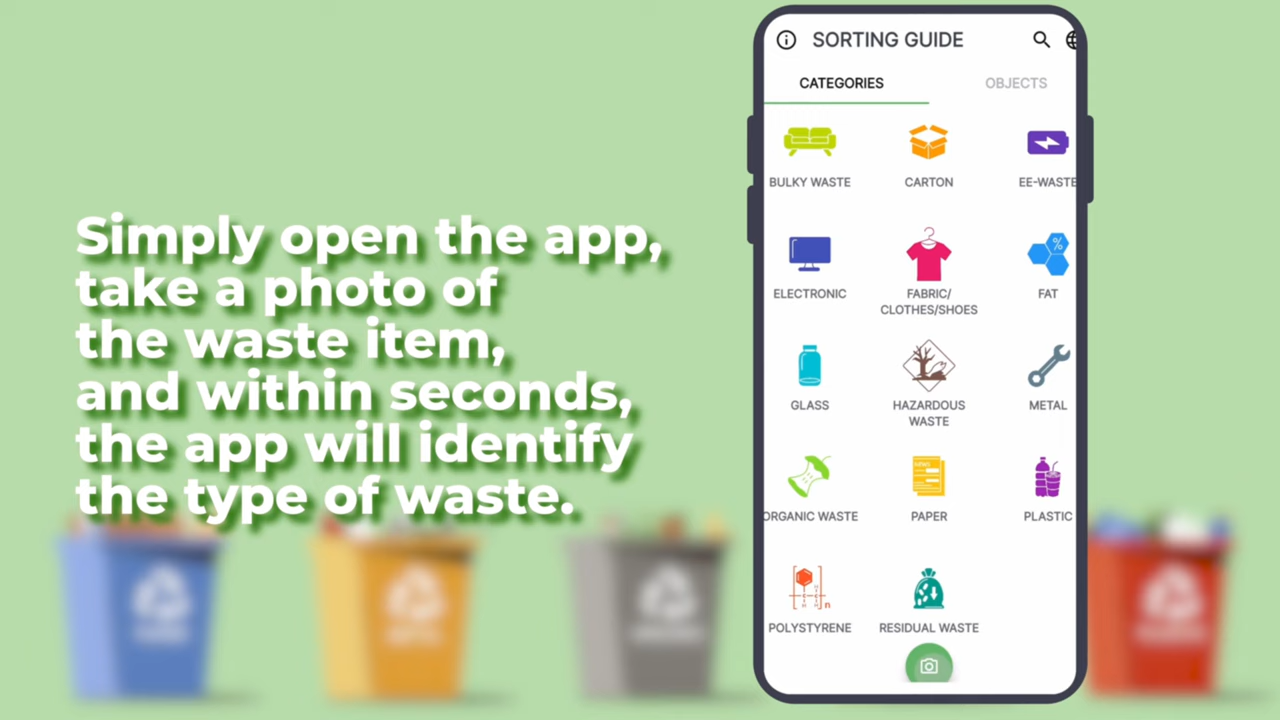 Simply open the app,
take a photo of
the waste item,
and within seconds,
the app will identify
the type of waste.
SORTING GUIDE
CATEGORIES
OBJECTS
BULKY WASTE
CARTON
EE-WASTE
ELECTRONIC
FABRIC/
CLOTHES/SHOES
%
FAT
GLASS
HAZARDOUS
WASTE
METAL
ORGANIC WASTE
NEWS
PAPER
PLASTIC
n
POLYSTYRENE
RESIDUAL WASTE